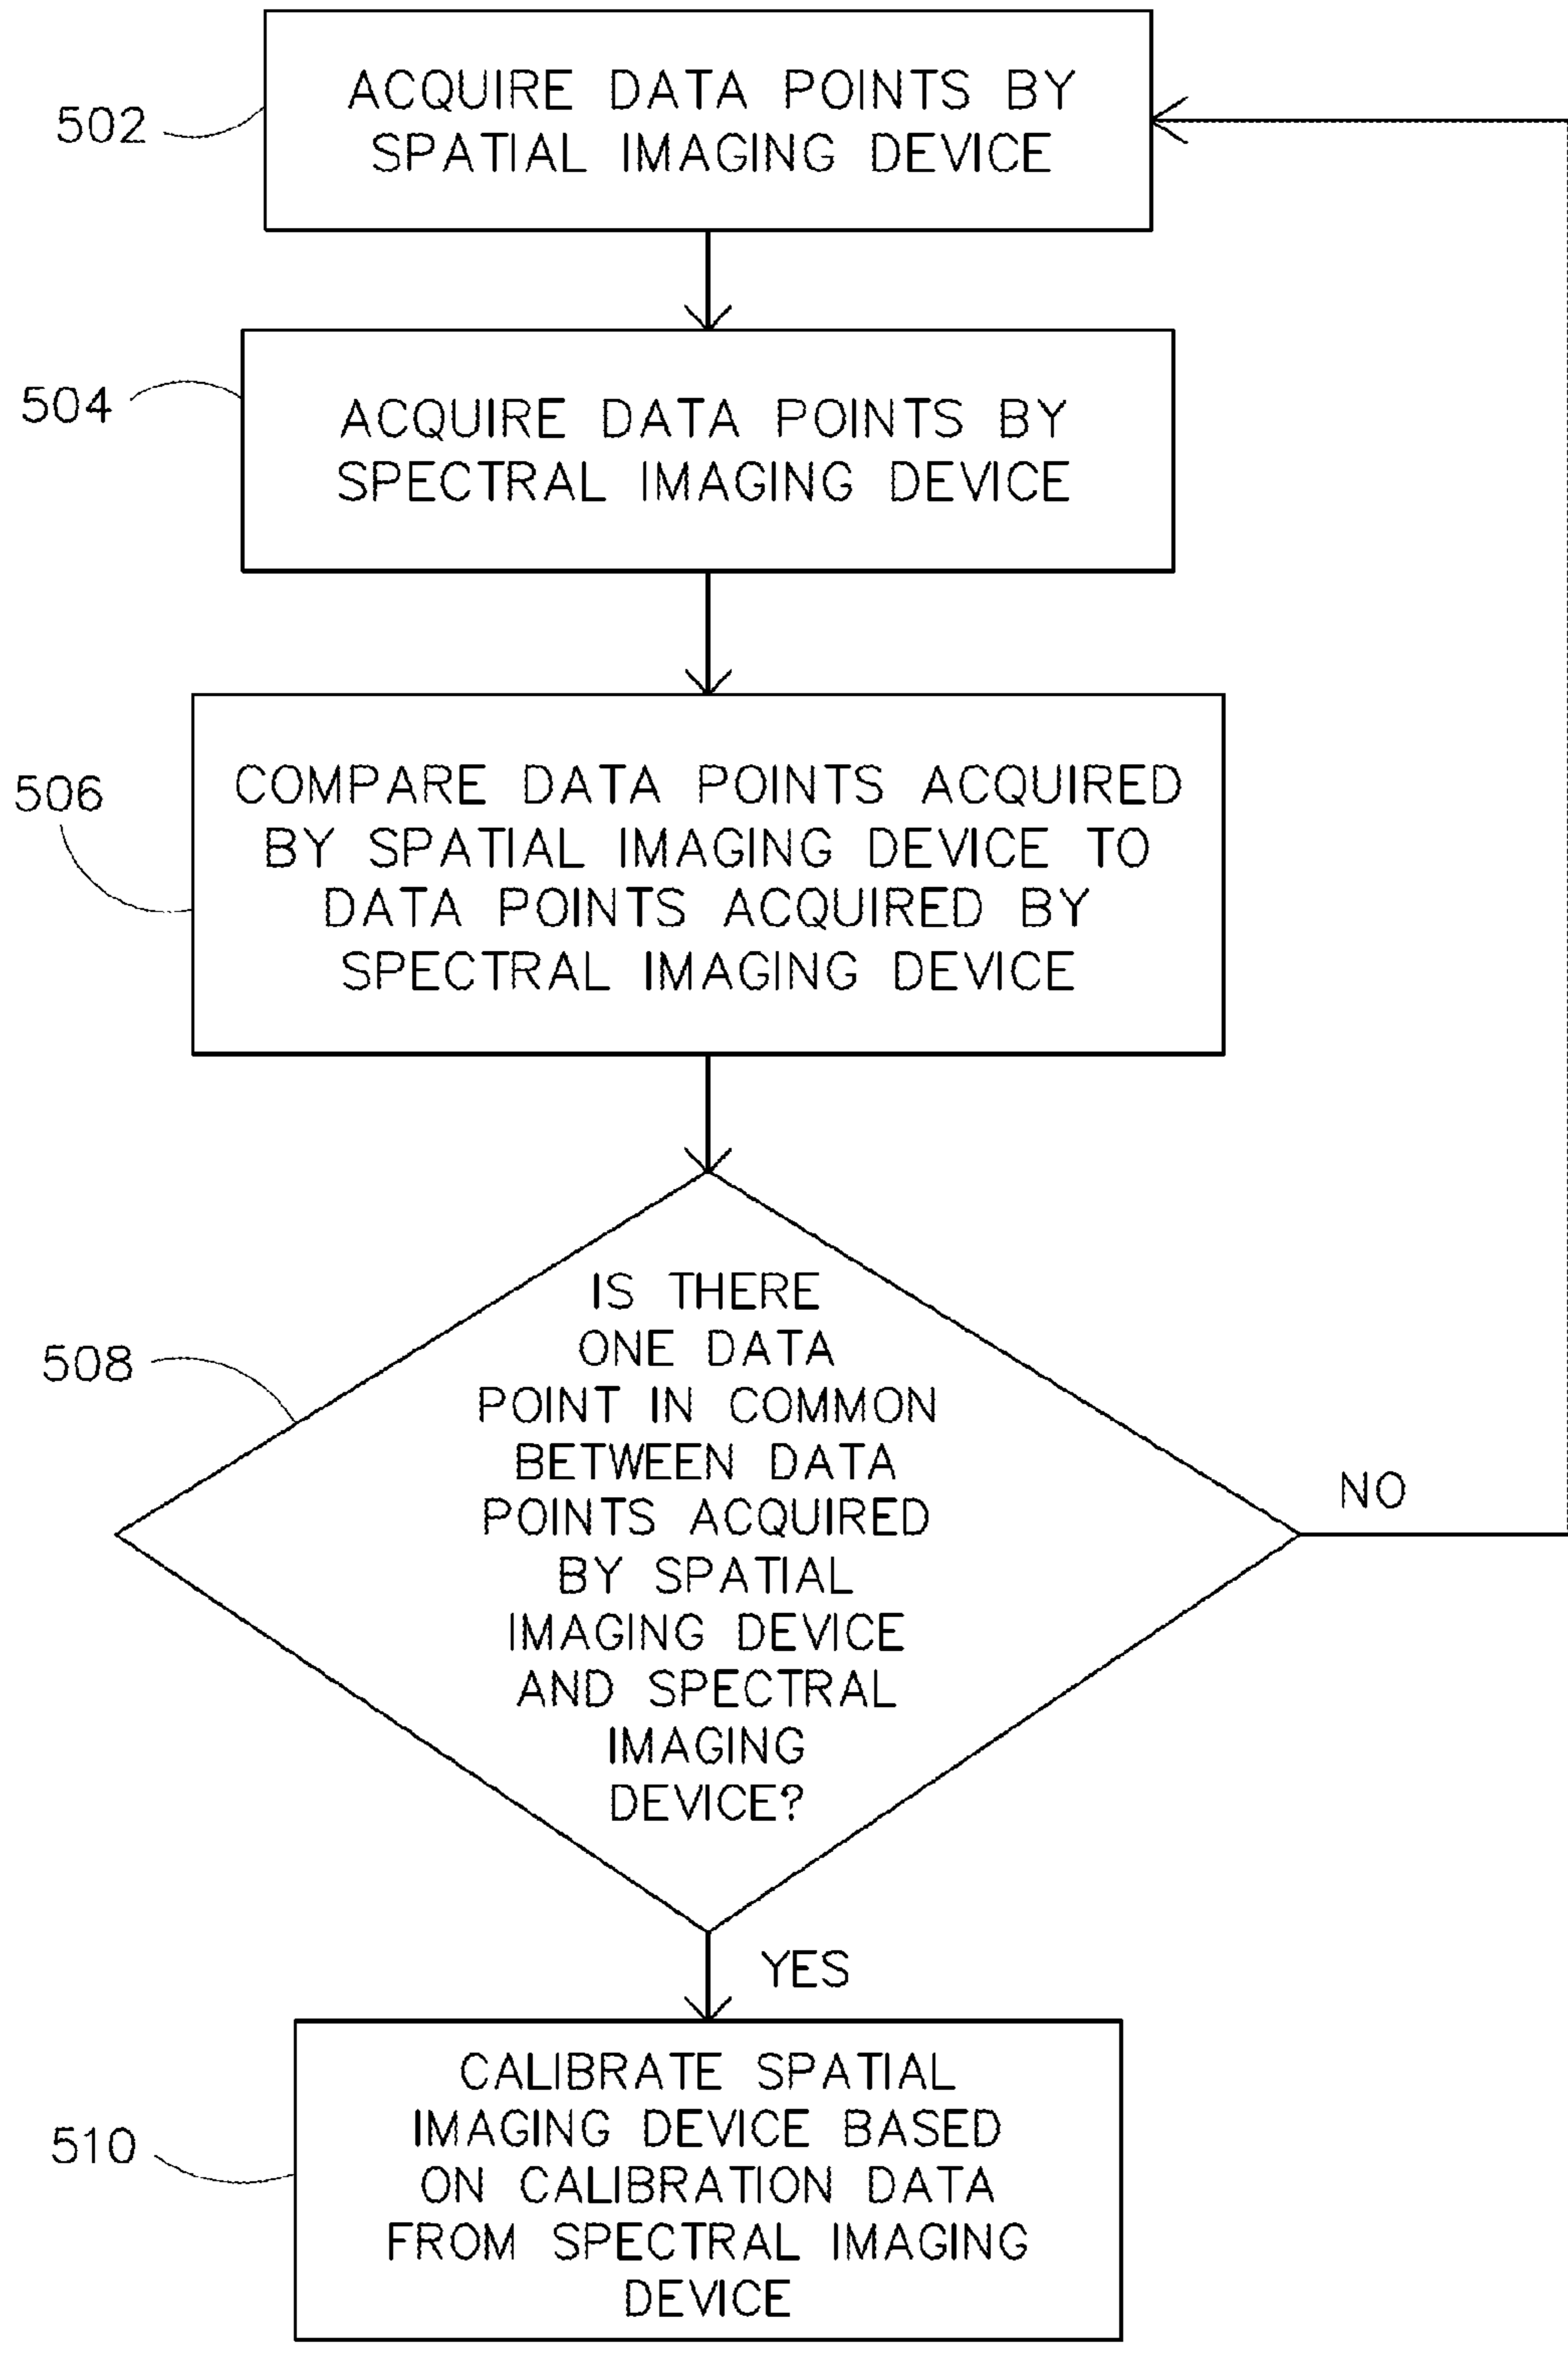 502
ACQUIRE DATA POINTS BY
SPATIAL IMAGING DEVICE
504
ACQUIRE DATA POINTS BY
SPECTRAL IMAGING DEVICE
506
COMPARE DATA POINTS ACQUIRED
BY SPATIAL IMAGING DEVICE TO
DATA POINTS ACQUIRED BY
SPECTRAL IMAGING DEVICE
508
IS THERE
ONE DATA
POINT IN COMMON
BETWEEN DATA
POINTS ACQUIRED
BY SPATIAL
IMAGING DEVICE
AND SPECTRAL
IMAGING
DEVICE?
NO
YES
510
CALIBRATE SPATIAL
IMAGING DEVICE BASED
ON CALIBRATION DATA
FROM SPECTRAL IMAGING
DEVICE